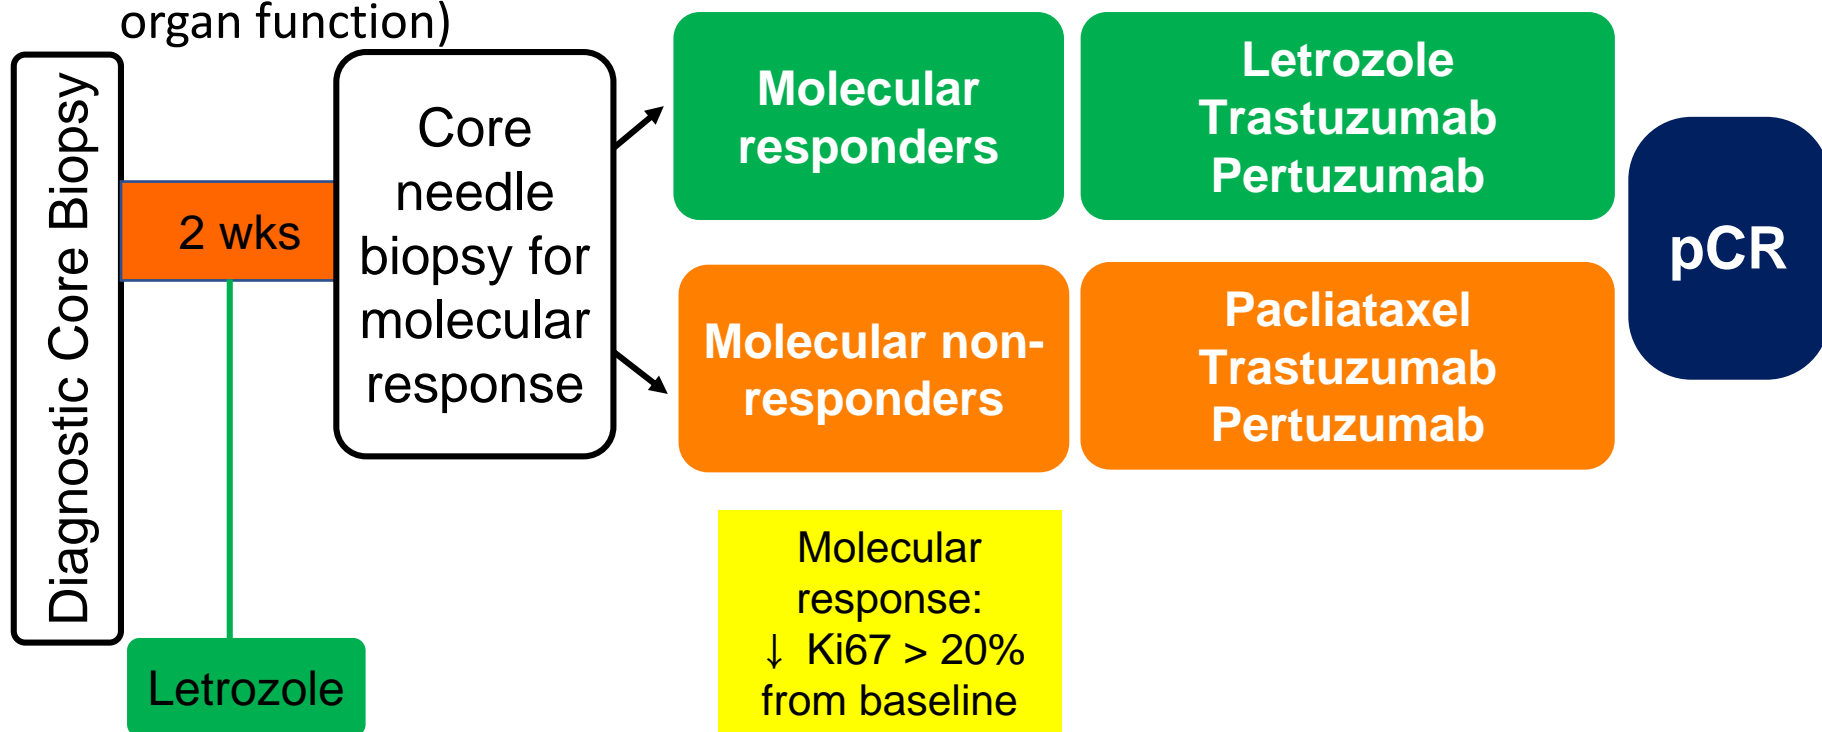 organ function)
Diagnostic Core Biopsy
2 wks
Letrozole
Core
needle
biopsy for
molecular
response
Molecular
responders
Letrozole
Trastuzumab
Pertuzumab
Molecular non-
responders
Pacliataxel
Trastuzumab
Pertuzumab
pCR
Molecular
response:
↓ Ki67 > 20%
from baseline